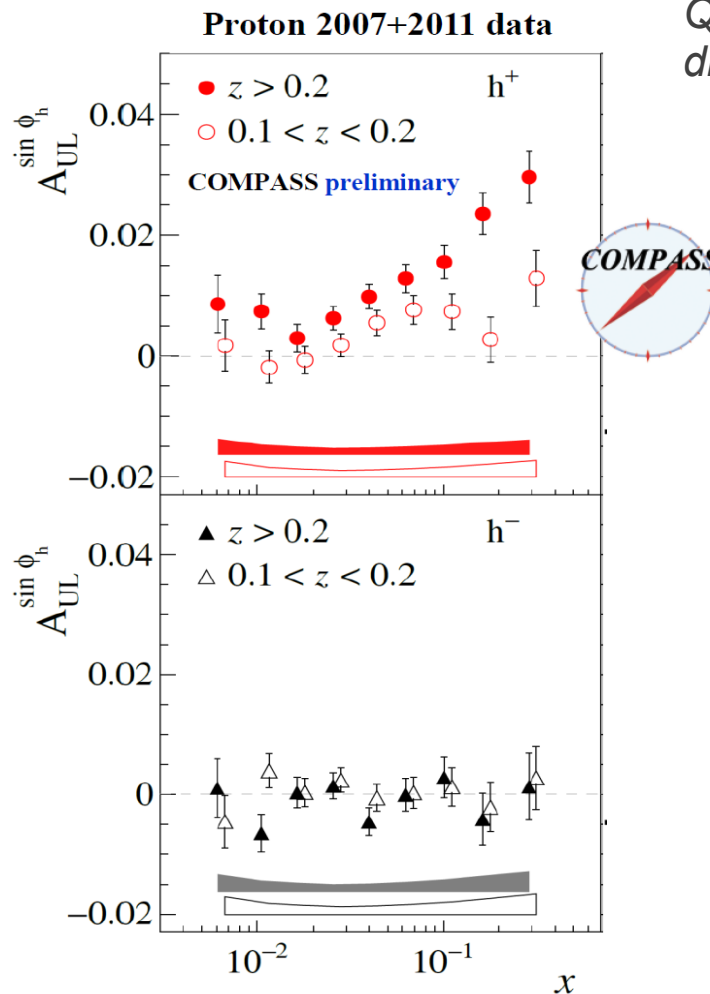 Proton 2007+2011 data
z > 0.2 h⁺
0.1 < z < 0.2
COMPASS preliminary
A_UL^{sin ϕ_h}
0.04
0.02
0
−0.02
COMPASS
z > 0.2 h⁻
0.1 < z < 0.2
A_UL^{sin ϕ_h}
0.04
0.02
0
−0.02
10⁻² 10⁻¹
x